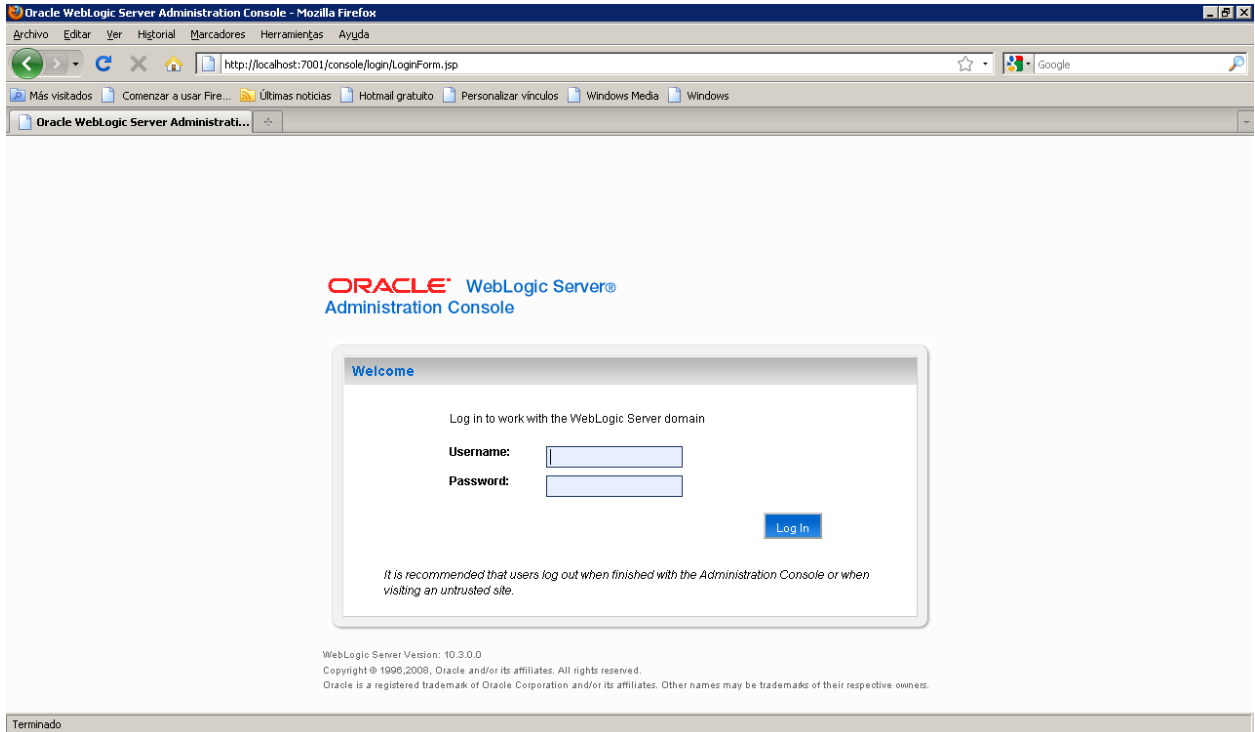 Oracle WebLogic Server Administration Console - Mozilla Firefox
Archivo Editar Ver Historial Marcadores Herramientas Ayuda
http://localhost:7001/console/login/LoginForm.jsp
Google
Más visitados Comenzar a usar Fire... Últimas noticias Hotmail gratuito Personalizar vínculos Windows Media Windows
Oracle WebLogic Server Administrati...
ORACLE WebLogic Server®
Administration Console
Welcome
Log in to work with the WebLogic Server domain
Username:
Password:
Log In
It is recommended that users log out when finished with the Administration Console or when
visiting an untrusted site.
WebLogic Server Version: 10.3.0.0
Copyright © 1996,2008, Oracle and/or its affiliates. All rights reserved.
Oracle is a registered trademark of Oracle Corporation and/or its affiliates. Other names may be trademarks of their respective owners.
Terminado